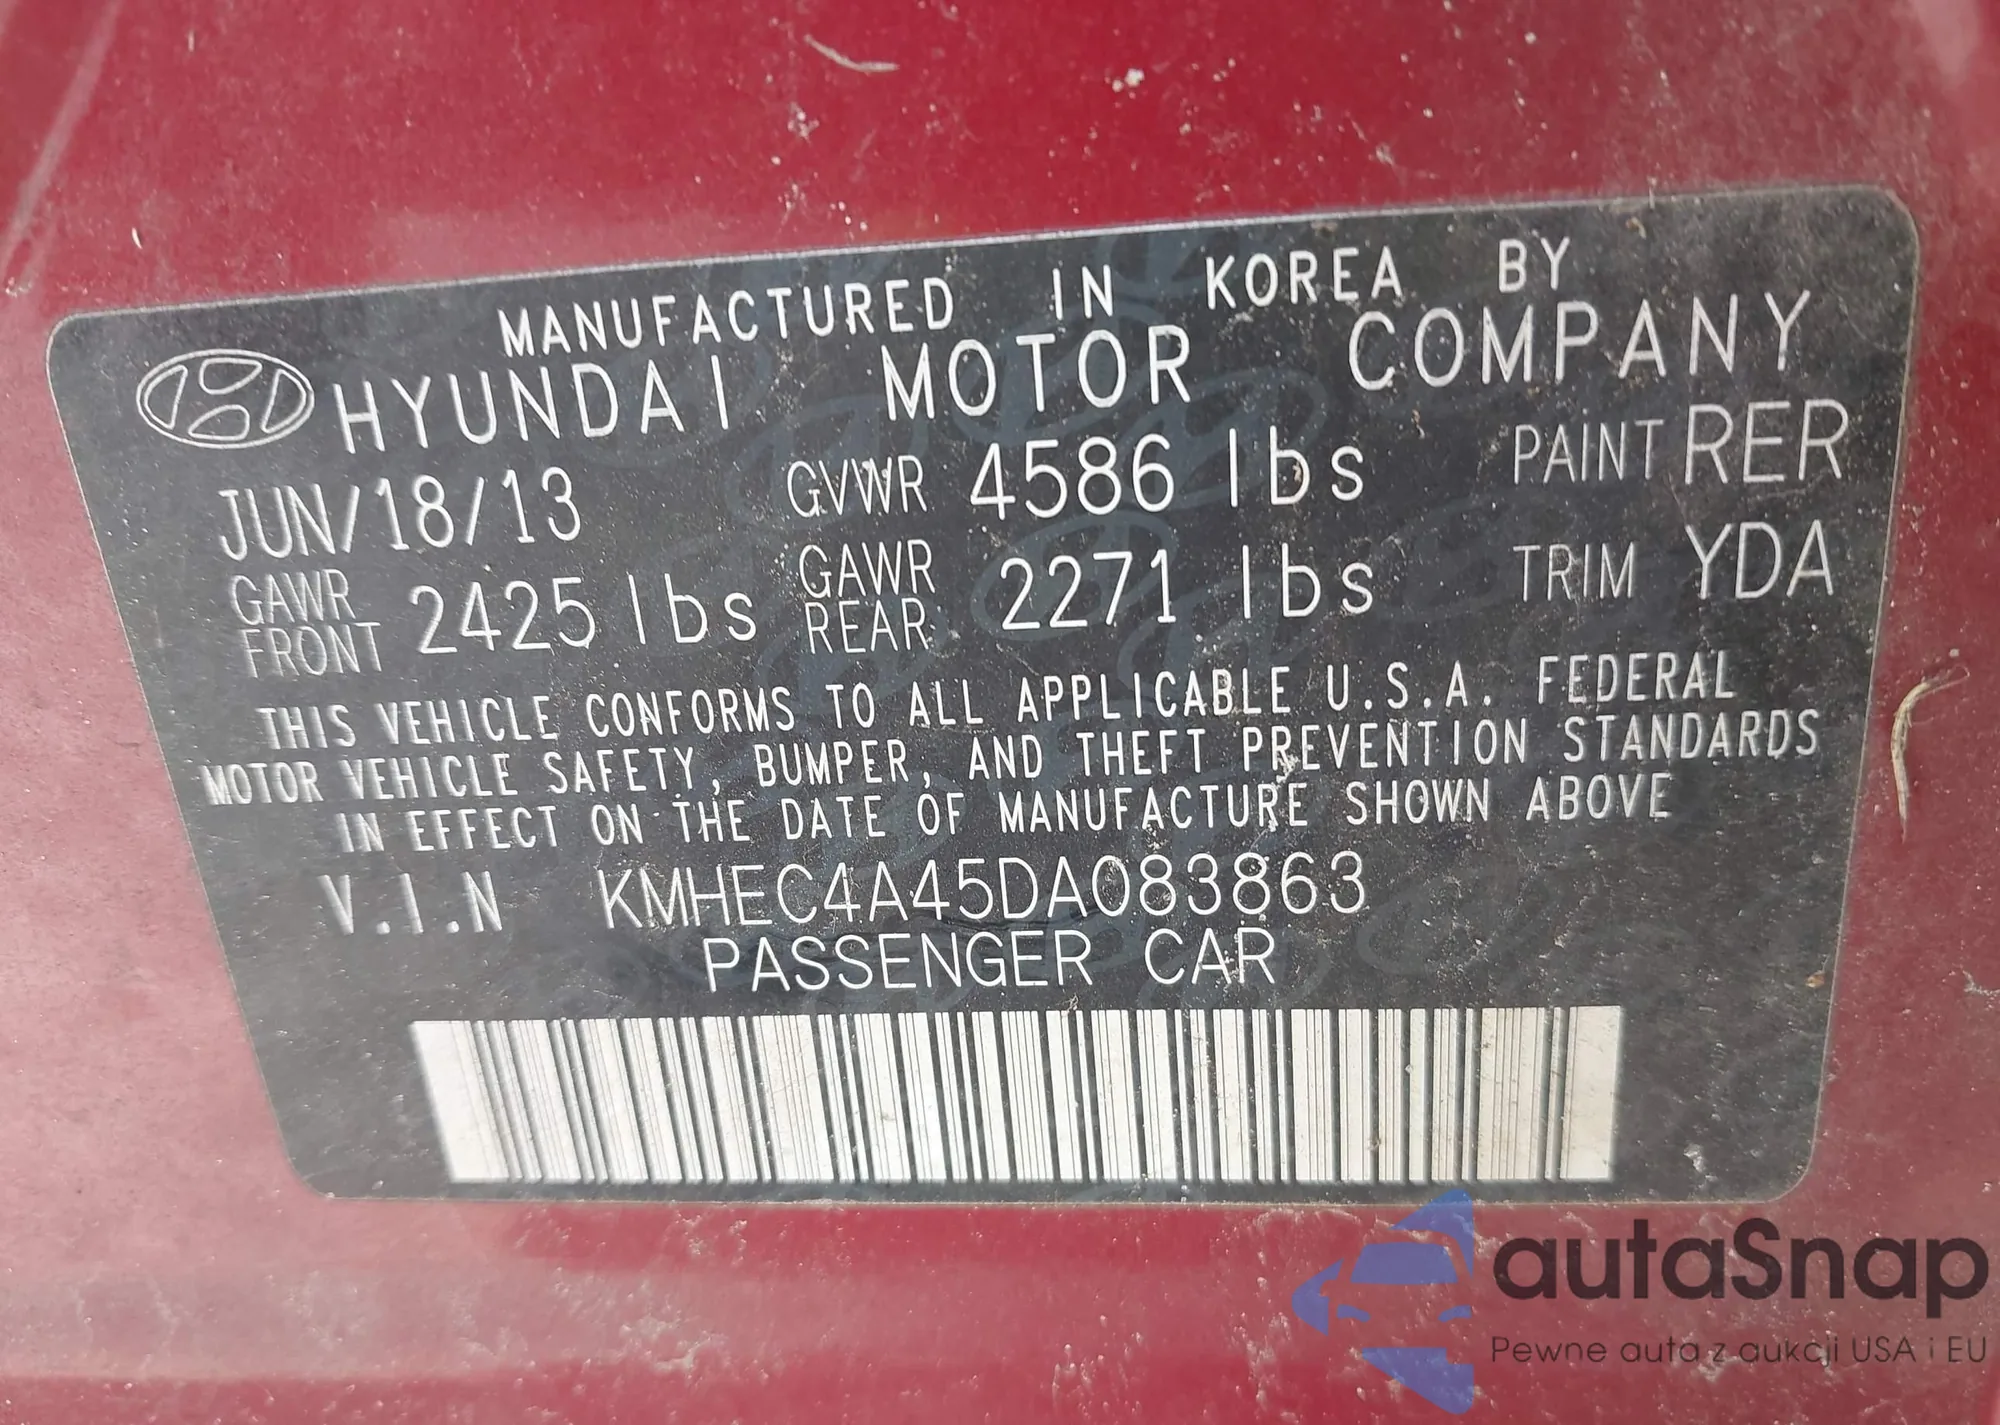 MANUFACTURED IN KOREA BY
HYUNDAI MOTOR COMPANY
JUN/18/13 GVWR 4586 lbs PAINT RER
GAWR FRONT 2425 lbs GAWR REAR 2271 lbs TRIM YDA
THIS VEHICLE CONFORMS TO ALL APPLICABLE U.S.A. FEDERAL
MOTOR VEHICLE SAFETY, BUMPER, AND THEFT PREVENTION STANDARDS
IN EFFECT ON THE DATE OF MANUFACTURE SHOWN ABOVE
V.I.N KMHEC4A45DA083863
PASSENGER CAR
autaSnap
Pewne auta z aukcji USA i EU